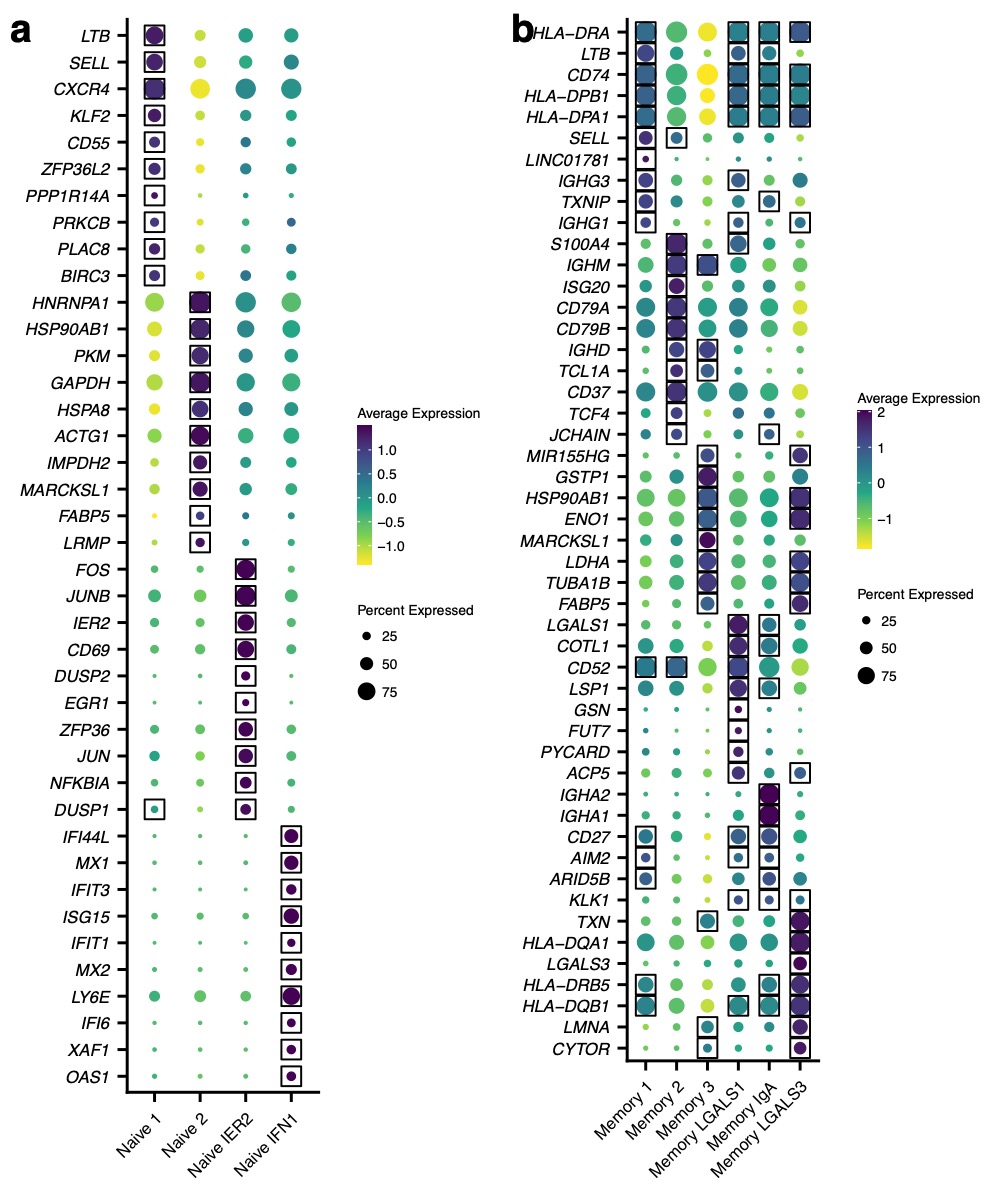 a
LTB
SELL
CXCR4
KLF2
CD55
ZFP36L2
PPP1R14A
PRKCB
PLAC8
BIRC3
HNRNPA1
HSP90AB1
PKM
GAPDH
HSPA8
ACTG1
IMPDH2
MARCKSL1
FABP5
LRMP
FOS
JUNB
IER2
CD69
DUSP2
EGR1
ZFP36
JUN
NFKBIA
DUSP1
IFI44L
MX1
IFIT3
ISG15
IFIT1
MX2
LY6E
IFI6
XAF1
OAS1
Naive 1
Naive 2
Naive IER2
Naive IFN1
Average Expression
1.0
0.5
0.0
−0.5
−1.0
Percent Expressed
25
50
75
b
HLA−DRA
LTB
CD74
HLA−DPB1
HLA−DPA1
SELL
LINC01781
IGHG3
TXNIP
IGHG1
S100A4
IGHM
ISG20
CD79A
CD79B
IGHD
TCL1A
CD37
TCF4
JCHAIN
MIR155HG
GSTP1
HSP90AB1
ENO1
MARCKSL1
LDHA
TUBA1B
FABP5
LGALS1
COTL1
CD52
LSP1
GSN
FUT7
PYCARD
ACP5
IGHA2
IGHA1
CD27
AIM2
ARID5B
KLK1
TXN
HLA−DQA1
LGALS3
HLA−DRB5
HLA−DQB1
LMNA
CYTOR
Memory 1
Memory 2
Memory 3
Memory LGALS1
Memory IgA
Memory LGALS3
Average Expression
2
1
0
−1
Percent Expressed
25
50
75